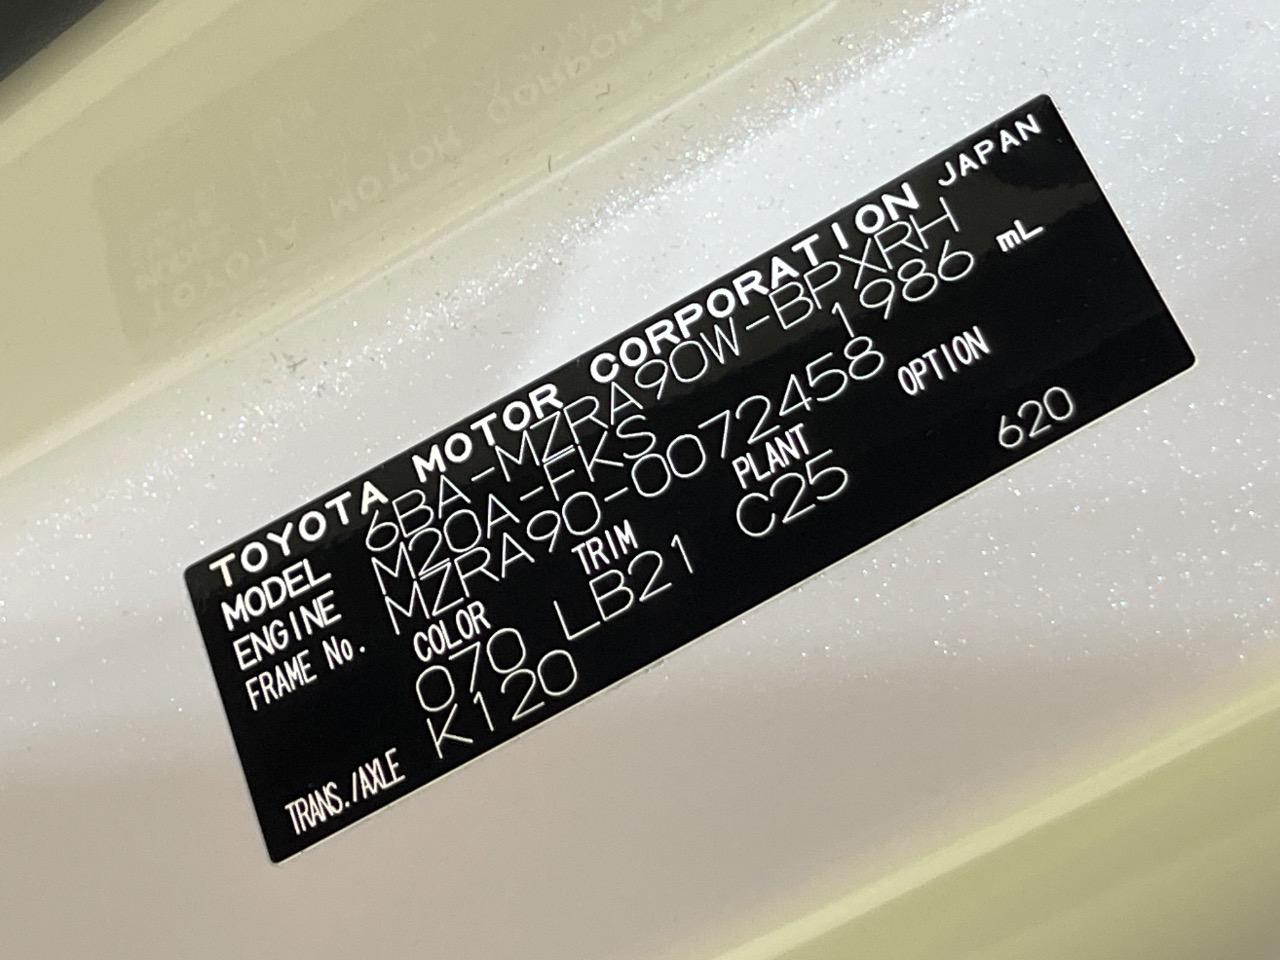 TOYOTA MOTOR CORPORATION JAPAN
MODEL 6BA-MZRA90W-BPXRH
ENGINE M20A-FKS 1986 mL
FRAME No. MZRA90-0072458
COLOR TRIM PLANT OPTION
070 LB21 C25 620
TRANS./AXLE K120